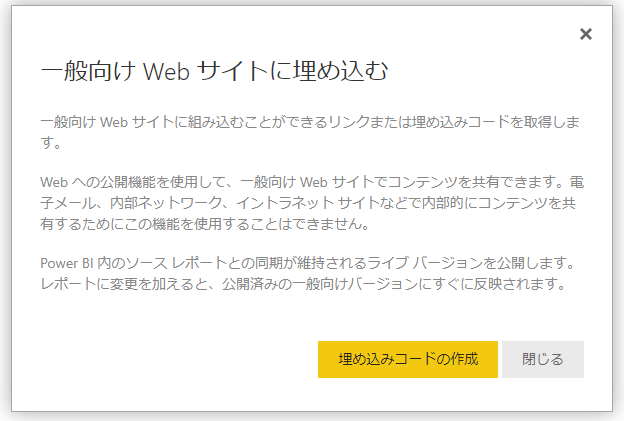 一般向け Web サイトに埋め込む
一般向け Web サイトに組み込むことができるリンクまたは埋め込みコードを取得しま
す。
Web への公開機能を使用して、一般向け Web サイトでコンテンツを共有できます。電
子メール、内部ネットワーク、イントラネット サイトなどで内部的にコンテンツを共
有するためにこの機能を使用することはできません。
Power BI 内のソース レポートとの同期が維持されるライブ バージョンを公開します。
レポートに変更を加えると、公開済みの一般向けバージョンにすぐに反映されます。
埋め込みコードの作成
閉じる